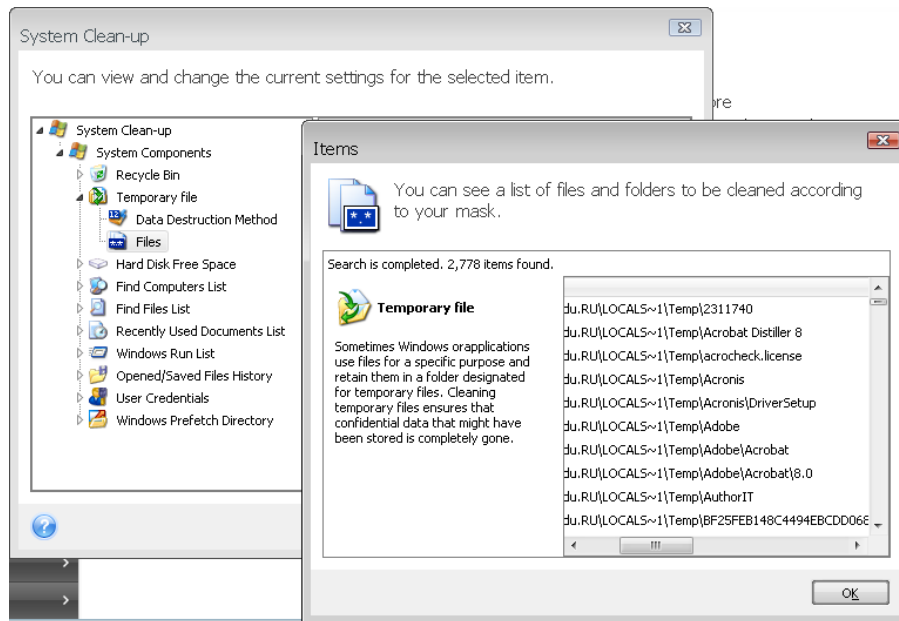 System Clean-up
You can view and change the current settings for the selected item.
System Clean-up
System Components
Recycle Bin
Temporary file
Data Destruction Method
Files
Hard Disk Free Space
Find Computers List
Find Files List
Recently Used Documents List
Windows Run List
Opened/Saved Files History
User Credentials
Windows Prefetch Directory
ore
Items
You can see a list of files and folders to be cleaned according
to your mask.
*.*
Search is completed. 2,778 items found.
Temporary file
Sometimes Windows orapplications
use files for a specific purpose and
retain them in a folder designated
for temporary files. Cleaning
temporary files ensures that
confidential data that might have
been stored is completely gone.
du.RU\LOCALS~1\Temp\2311740
du.RU\LOCALS~1\Temp\Acrobat Distiller 8
du.RU\LOCALS~1\Temp\acrocheck.license
du.RU\LOCALS~1\Temp\Acronis
du.RU\LOCALS~1\Temp\Acronis\DriverSetup
du.RU\LOCALS~1\Temp\Adobe
du.RU\LOCALS~1\Temp\Adobe\Acrobat
du.RU\LOCALS~1\Temp\Adobe\Acrobat\8.0
du.RU\LOCALS~1\Temp\AuthorIT
du.RU\LOCALS~1\Temp\BF25FEB148C4494EBCDD068
OK